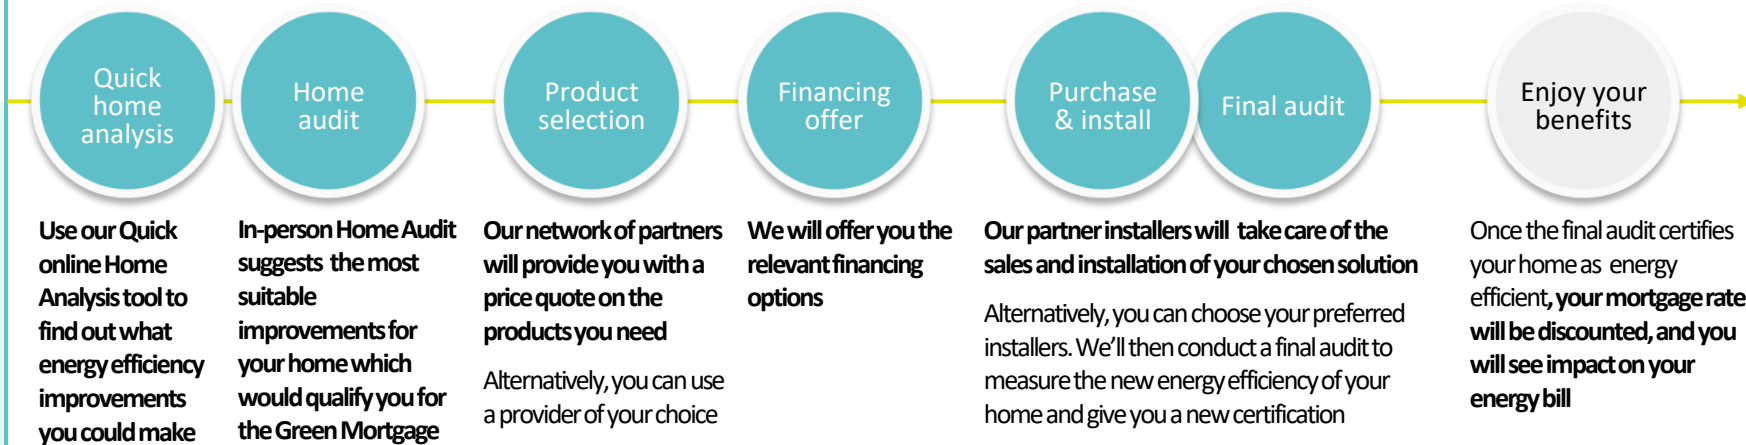 Quick
home
analysis
Home
audit
Product
selection
Financing
offer
Purchase
& install
Final audit
Enjoy your
benefits
Use our Quick
online Home
Analysis tool to
find out what
energy efficiency
improvements
you could make
In-person Home Audit
suggests the most
suitable
improvements for
your home which
would qualify you for
the Green Mortgage
Our network of partners
will provide you with a
price quote on the
products you need
Alternatively, you can use
a provider of your choice
We will offer you the
relevant financing
options
Our partner installers will take care of the
sales and installation of your chosen solution
Alternatively, you can choose your preferred
installers. We'll then conduct a final audit to
measure the new energy efficiency of your
home and give you a new certification
Once the final audit certifies
your home as energy
efficient, your mortgage rate
will be discounted, and you
will see impact on your
energy bill